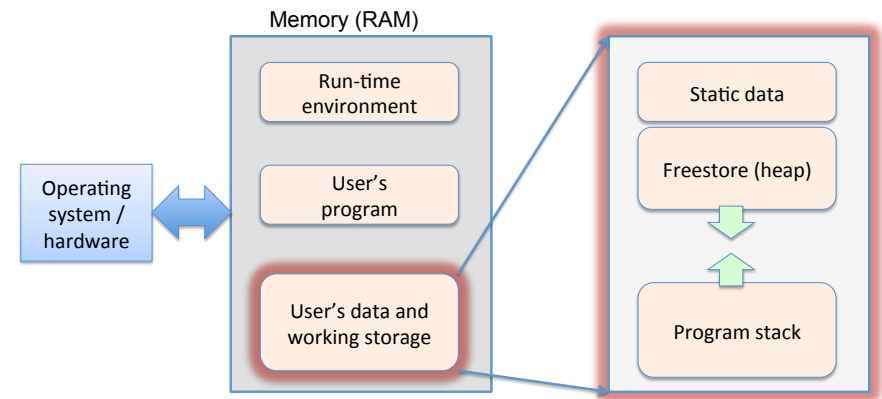 Memory (RAM)
Run-time
environment
User's
program
User's data and
working storage
Operating
system /
hardware
Static data
Freestore (heap)
Program stack